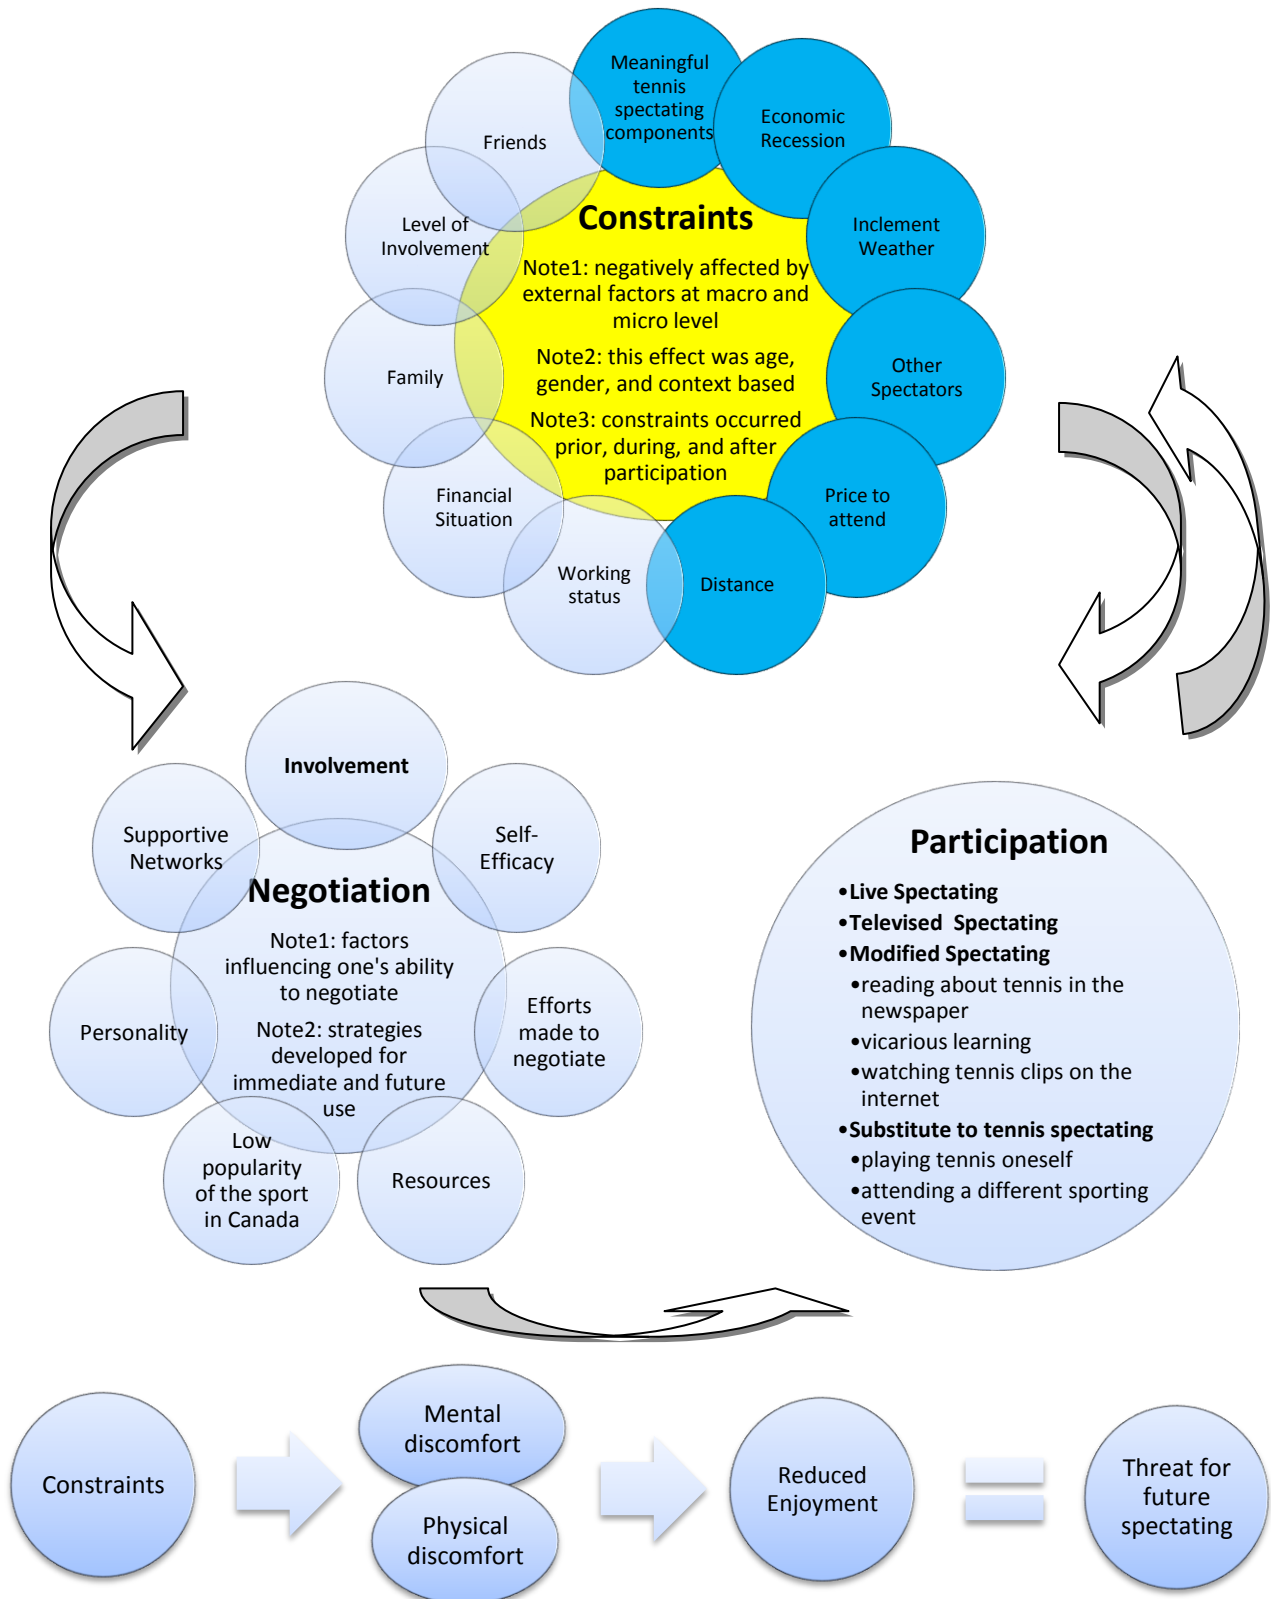 Meaningful
tennis
spectating
components
Economic
Recession
Inclement
Weather
Other
Spectators
Price to
attend
Distance
Working
status
Financial
Situation
Family
Level of
Involvement
Friends
Constraints
Note1: negatively affected by
external factors at macro and
micro level
Note2: this effect was age,
gender, and context based
Note3: constraints occurred
prior, during, and after
participation
Involvement
Self-
Efficacy
Efforts
made to
negotiate
Resources
Low
popularity
of the sport
in Canada
Personality
Supportive
Networks
Negotiation
Note1: factors
influencing one's ability
to negotiate
Note2: strategies
developed for
immediate and future
use
Participation
•Live Spectating
•Televised Spectating
•Modified Spectating
•reading about tennis in the
newspaper
•vicarious learning
•watching tennis clips on the
internet
•Substitute to tennis spectating
•playing tennis oneself
•attending a different sporting
event
Constraints
Mental
discomfort
Physical
discomfort
Reduced
Enjoyment
Threat for
future
spectating